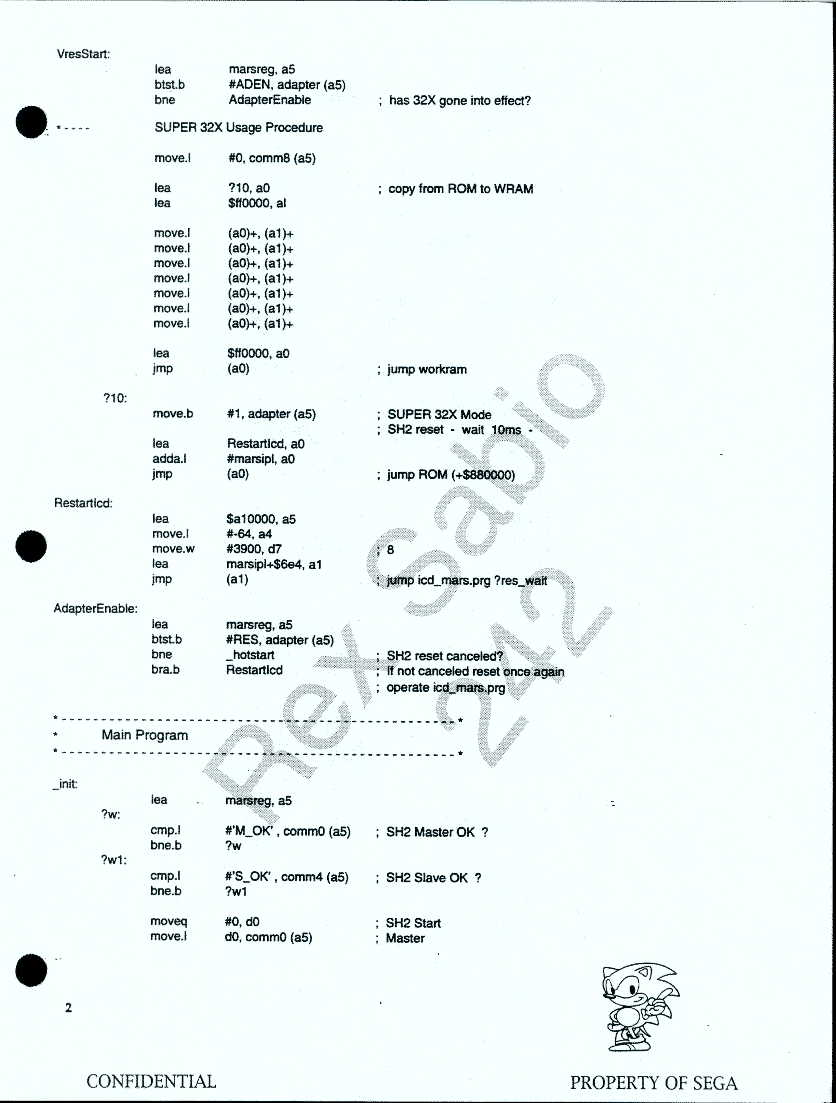 VresStart:
lea marsreg, a5
btst.b #ADEN, adapter (a5)
bne AdapterEnable ; has 32X gone into effect?
*---- SUPER 32X Usage Procedure
move.l #0, comm8 (a5)
lea ?10, a0 ; copy from ROM to WRAM
lea $ff0000, al
move.l (a0)+, (a1)+
move.l (a0)+, (a1)+
move.l (a0)+, (a1)+
move.l (a0)+, (a1)+
move.l (a0)+, (a1)+
move.l (a0)+, (a1)+
move.l (a0)+, (a1)+
lea $ff0000, a0
jmp (a0) ; jump workram
?10:
move.b #1, adapter (a5) ; SUPER 32X Mode
; SH2 reset - wait 10ms -
lea RestartIcd, a0
adda.l #marsipl, a0
jmp (a0) ; jump ROM (+$880000)
RestartIcd:
lea $a10000, a5
move.l #-64, a4
move.w #3900, d7 ; 8
lea marsipl+$6e4, a1
jmp (a1) ; jump icd_mars.prg ?res_wait
AdapterEnable:
lea marsreg, a5
btst.b #RES, adapter (a5)
bne _hotstart ; SH2 reset canceled?
bra.b RestartIcd ; If not canceled reset once again
; operate icd_mars.prg
*------------------------------------------------------------*
* Main Program
*------------------------------------------------------------*
_init:
lea marsreg, a5
?w:
cmp.l #'M_OK' , comm0 (a5) ; SH2 Master OK ?
bne.b ?w
?w1:
cmp.l #'S_OK' , comm4 (a5) ; SH2 Slave OK ?
bne.b ?w1
moveq #0, d0 ; SH2 Start
move.l d0, comm0 (a5) ; Master
2
CONFIDENTIAL PROPERTY OF SEGA
Rex Sabio
242